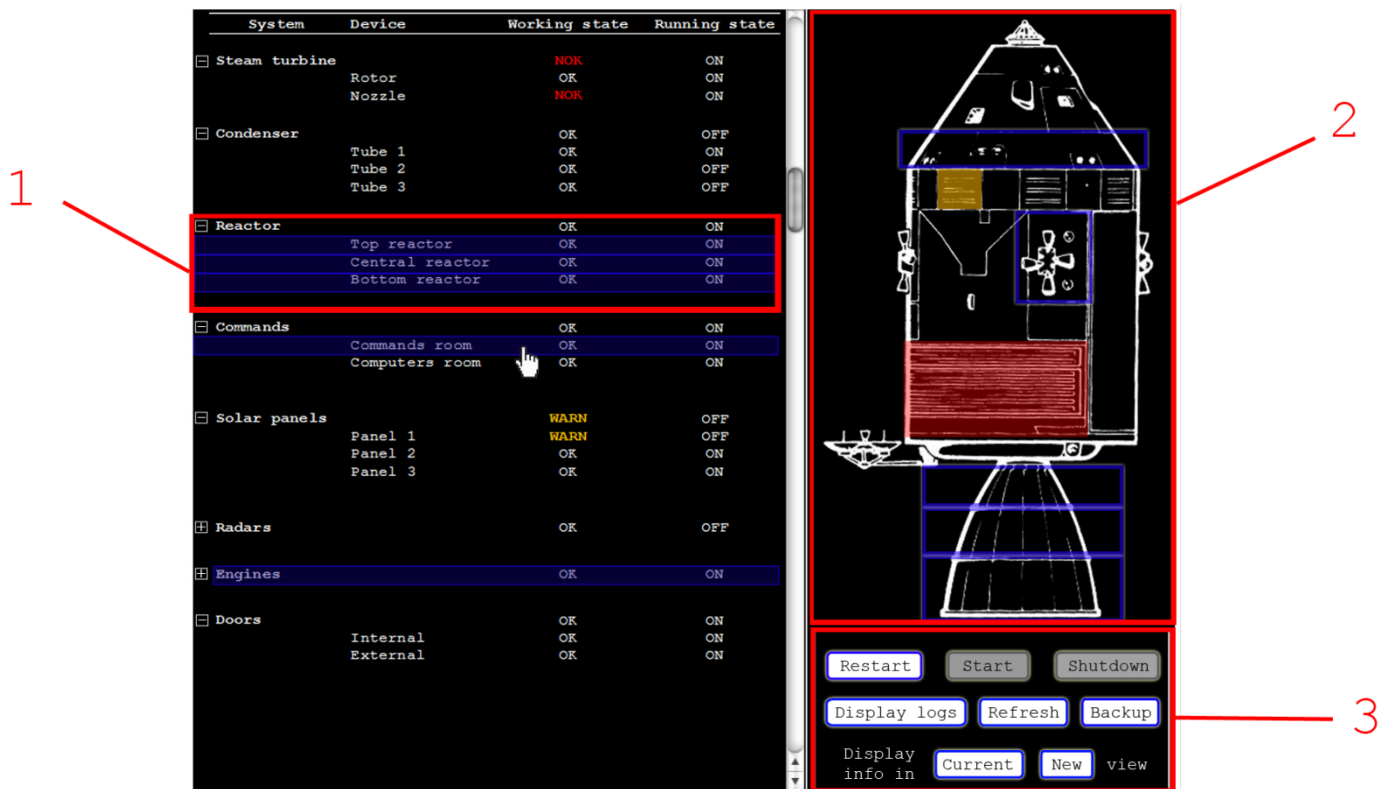 System Device Working state Running state
Steam turbine NOK ON
Rotor OK ON
Nozzle NOK ON
Condenser OK OFF
Tube 1 OK ON
Tube 2 OK OFF
Tube 3 OK OFF
Reactor OK ON
Top reactor OK ON
Central reactor OK ON
Bottom reactor OK ON
Commands OK ON
Commands room OK ON
Computers room OK ON
Solar panels WARN OFF
Panel 1 WARN OFF
Panel 2 OK ON
Panel 3 OK ON
Radars OK OFF
Engines OK ON
Doors OK ON
Internal OK ON
External OK ON
1
2
Restart Start Shutdown
Display logs Refresh Backup
Display
info in Current New view
3